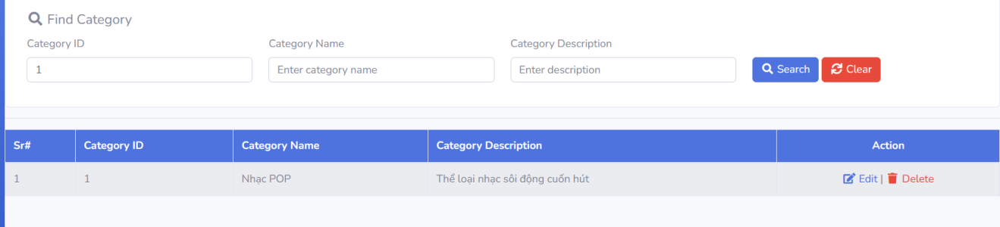 Find Category
Category ID Category Name Category Description
1 Enter category name Enter description Search Clear
Sr# Category ID Category Name Category Description Action
1 1 Nhạc POP Thể loại nhạc sôi động cuốn hút Edit | Delete